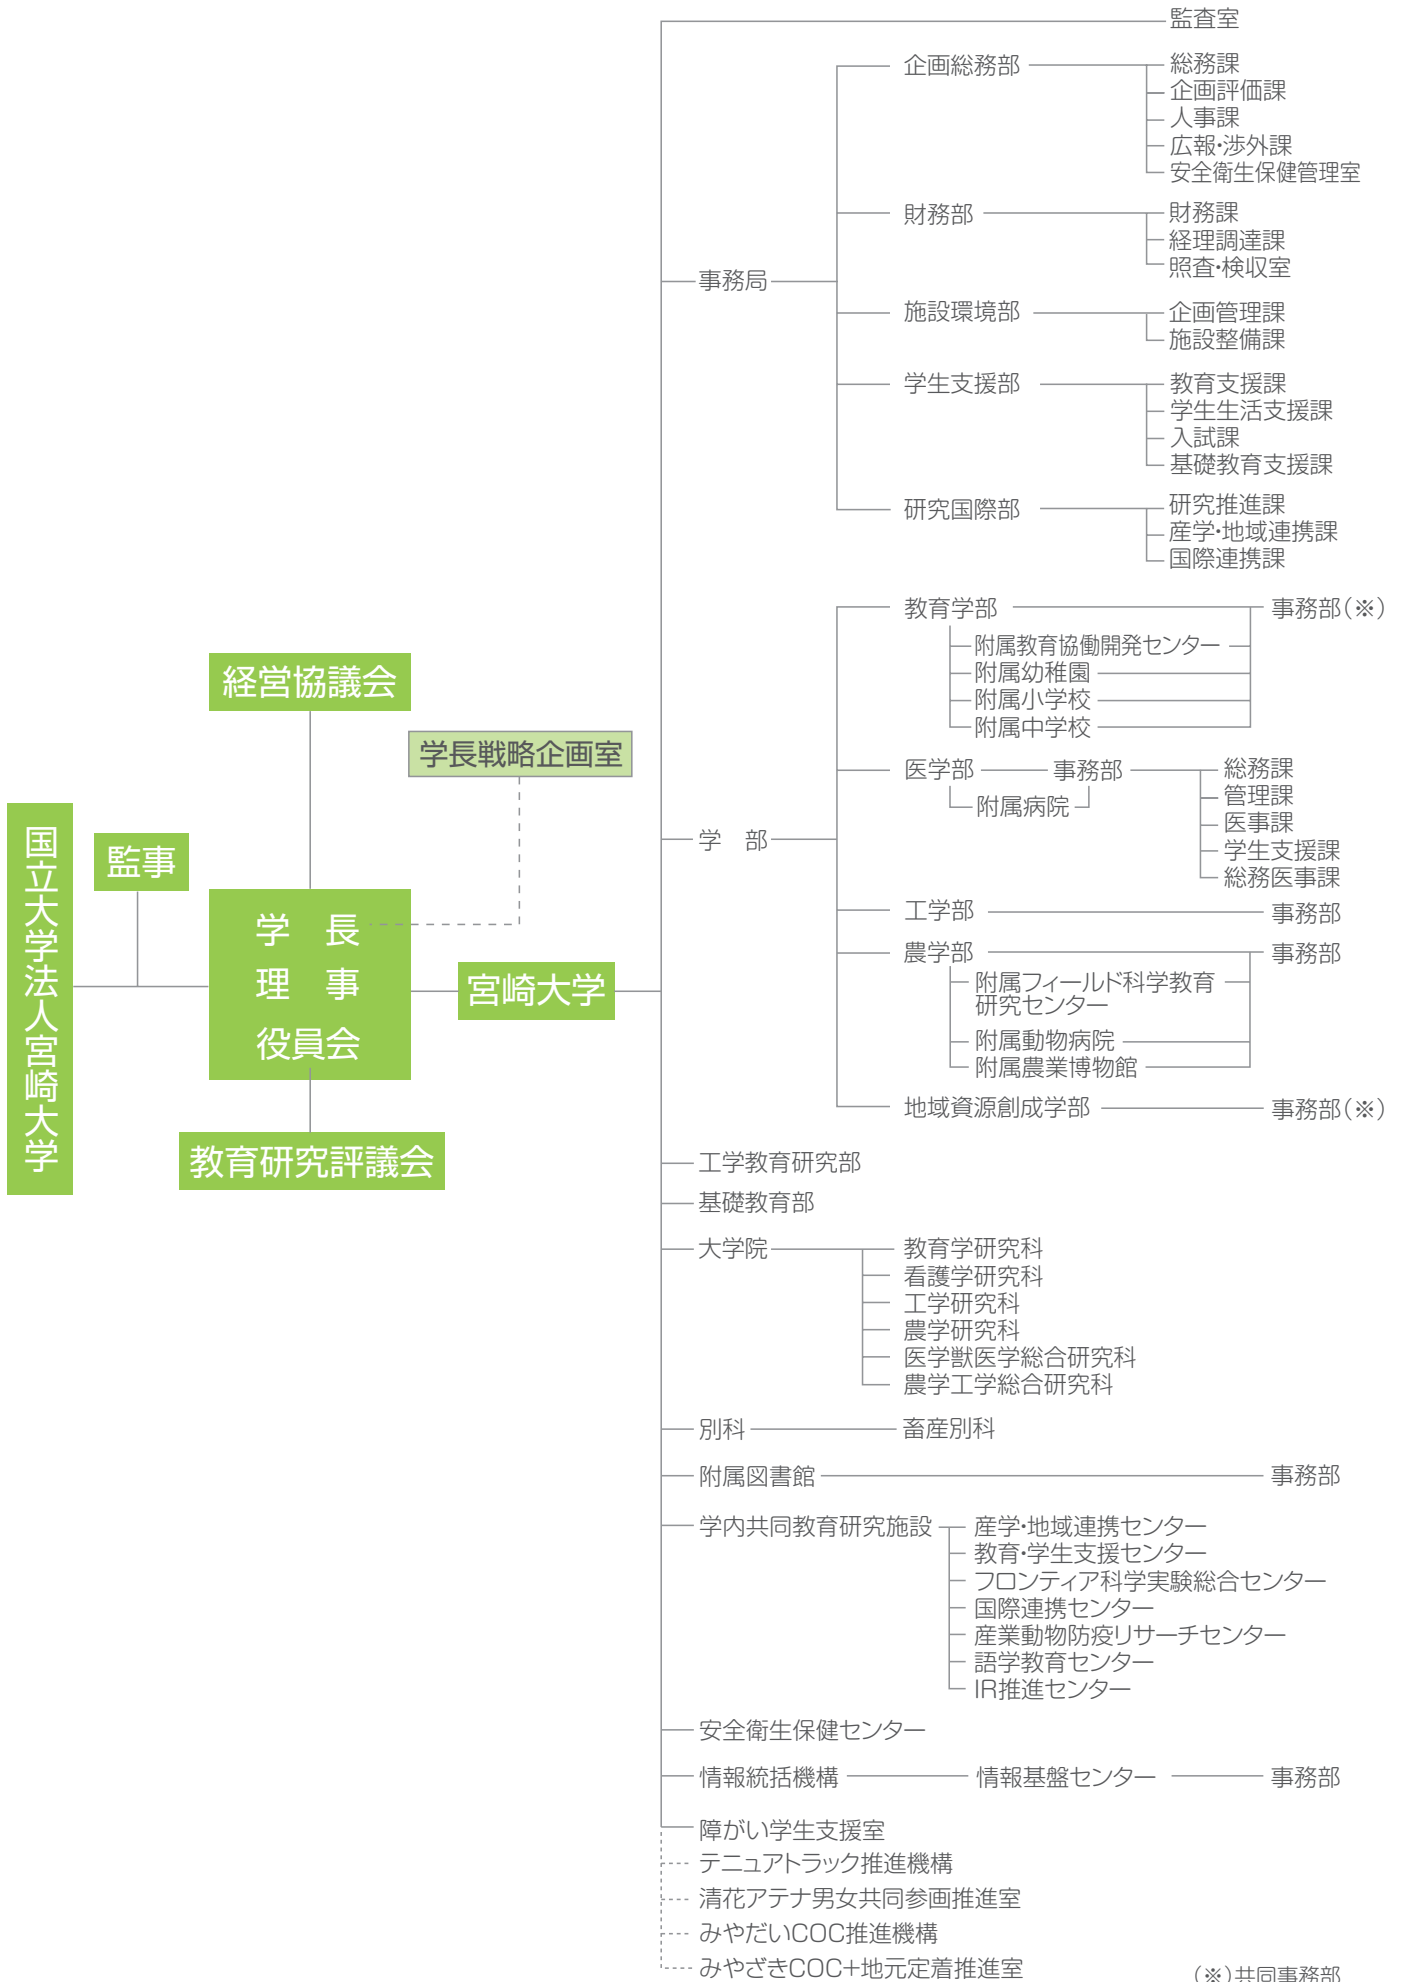 国立大学法人宮崎大学
監事
経営協議会
学長戦略企画室
学　長
理　事
役員会
教育研究評議会
宮崎大学
監査室
事務局
企画総務部
総務課
企画評価課
人事課
広報・渉外課
安全衛生保健管理室
財務部
財務課
経理調達課
照査・検収室
施設環境部
企画管理課
施設整備課
学生支援部
教育支援課
学生生活支援課
入試課
基礎教育支援課
研究国際部
研究推進課
産学・地域連携課
国際連携課
学　部
教育学部
事務部（※）
附属教育協働開発センター
附属幼稚園
附属小学校
附属中学校
医学部
事務部
附属病院
総務課
管理課
医事課
学生支援課
総務医事課
工学部
事務部
農学部
事務部
附属フィールド科学教育
研究センター
附属動物病院
附属農業博物館
地域資源創成学部
事務部（※）
工学教育研究部
基礎教育部
大学院
教育学研究科
看護学研究科
工学研究科
農学研究科
医学獣医学総合研究科
農学工学総合研究科
別科
畜産別科
附属図書館
事務部
学内共同教育研究施設
産学・地域連携センター
教育・学生支援センター
フロンティア科学実験総合センター
国際連携センター
産業動物防疫リサーチセンター
語学教育センター
IR推進センター
安全衛生保健センター
情報統括機構
情報基盤センター
事務部
障がい学生支援室
テニュアトラック推進機構
清花アテナ男女共同参画推進室
みやだいCOC推進機構
みやざきCOC+地元定着推進室
（※）共同事務部